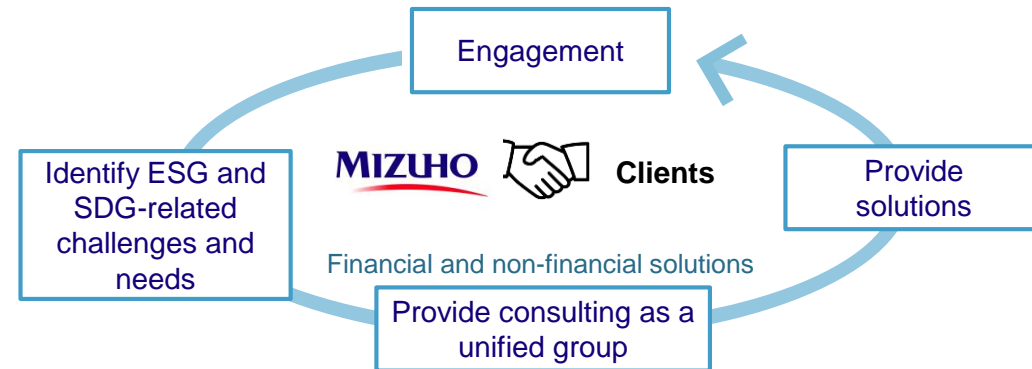 Engagement
Identify ESG and
SDG-related
challenges and
needs
MIZUHO
Clients
Provide
solutions
Financial and non-financial solutions
Provide consulting as a
unified group